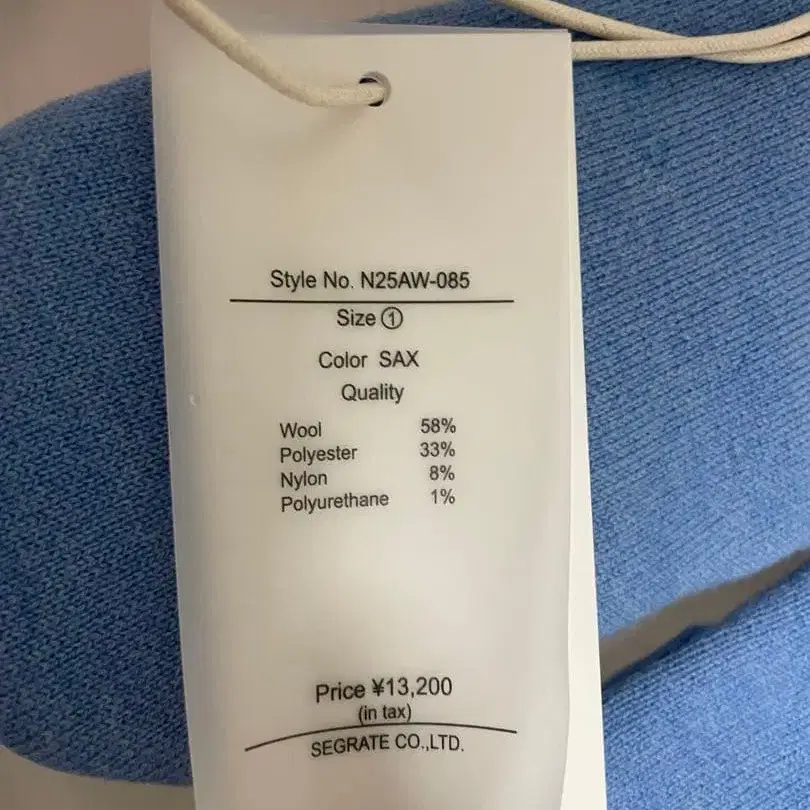 Style No. N25AW-085
Size ①
Color SAX
Quality
Wool 58%
Polyester 33%
Nylon 8%
Polyurethane 1%
Price ¥13,200
(in tax)
SEGRATE CO.,LTD.